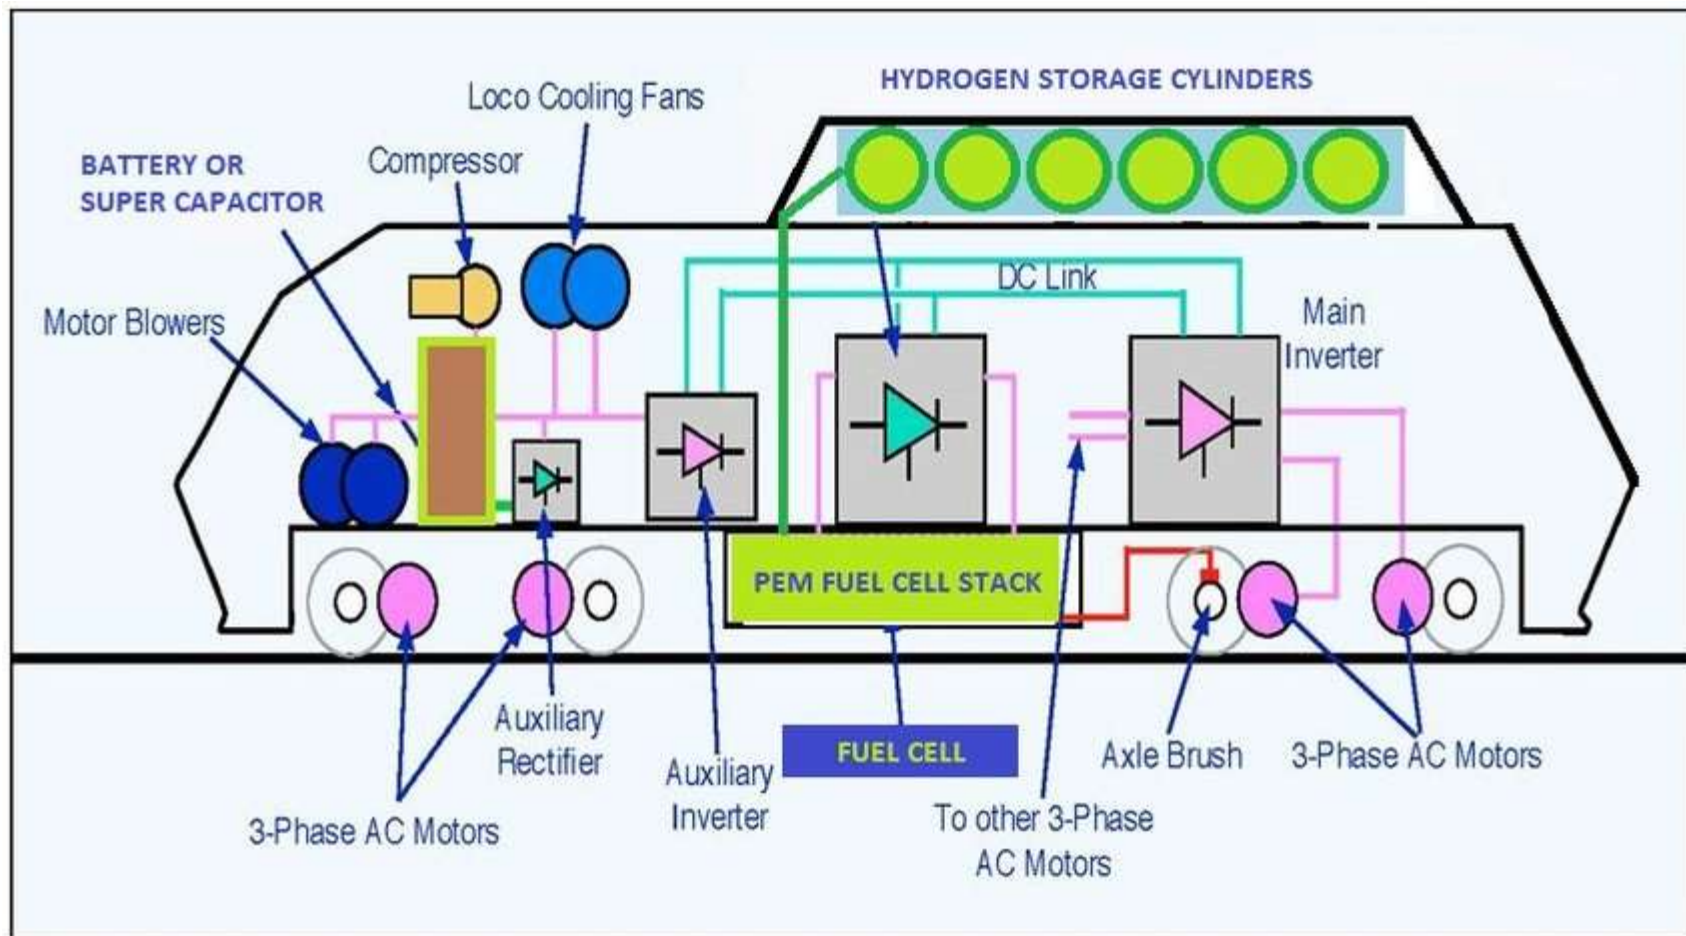 HYDROGEN STORAGE CYLINDERS
Loco Cooling Fans
Compressor
BATTERY OR
SUPER CAPACITOR
Motor Blowers
DC Link
Main
Inverter
PEM FUEL CELL STACK
Auxiliary
Rectifier
Auxiliary
Inverter
FUEL CELL
Axle Brush
3-Phase AC Motors
3-Phase AC Motors
To other 3-Phase
AC Motors